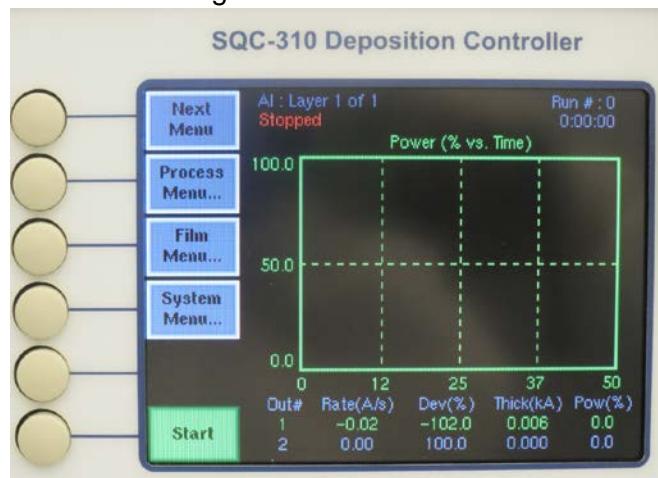 SQC-310 Deposition Controller
Next
Menu
Al : Layer 1 of 1
Run # : 0
Stopped
0:00:00
Power (% vs. Time)
Process
Menu...
100.0
Film
Menu...
50.0
System
Menu...
0.0
0 12 25 37 50
Out# Rate(A/s) Dev(%) Thick(kA) Pow(%)
1 -0.02 -102.0 0.006 0.0
2 0.00 100.0 0.000 0.0
Start